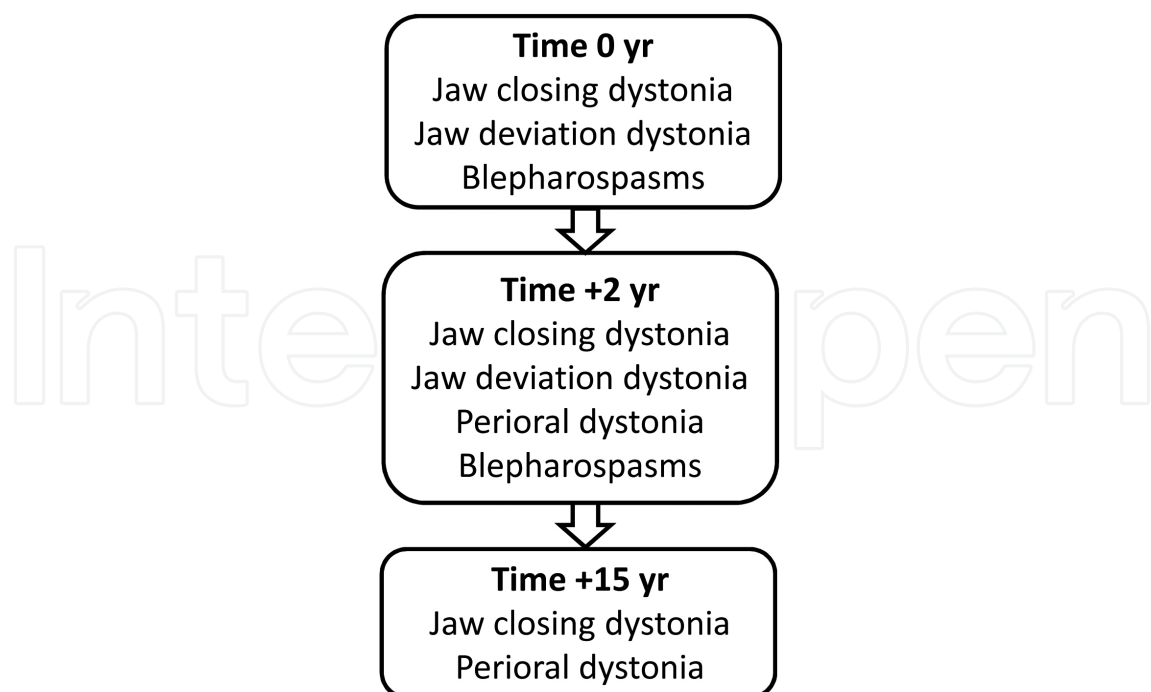 Time 0 yr
Jaw closing dystonia
Jaw deviation dystonia
Blepharospasms
Time +2 yr
Jaw closing dystonia
Jaw deviation dystonia
Perioral dystonia
Blepharospasms
Time +15 yr
Jaw closing dystonia
Perioral dystonia